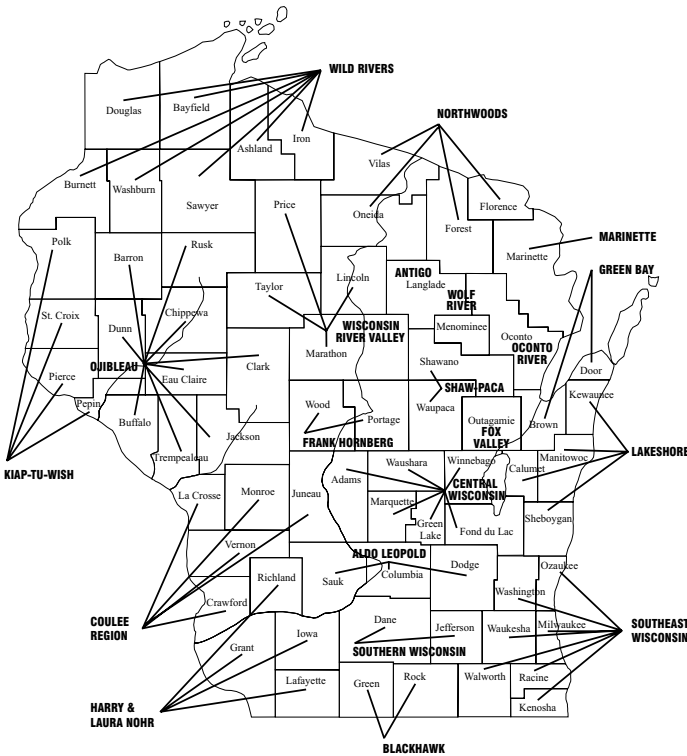 WILD RIVERS
Douglas
Bayfield
Ashland
Iron
NORTHWOODS
Vilas
Burnett
Washburn
Sawyer
Price
Oneida
Forest
Florence
Polk
Barron
Rusk
Marinette
MARINETTE
GREEN BAY
Taylor
Lincoln
ANTIGO
Langlade
WOLF
RIVER
St. Croix
Dunn
Chippewa
WISCONSIN
RIVER VALLEY
Marathon
Menominee
Oconto
OCONTO
RIVER
OJIBLEAU
Clark
Shawano
Door
Pierce
Eau Claire
SHAW-PACA
Kewaunee
Pepin
Buffalo
Wood
Portage
Waupaca
Outagamie
FOX
VALLEY
Brown
FRANK HORNBERG
Trempealeau
Jackson
KIAP-TU-WISH
Adams
Waushara
Winnebago
Calumet
Manitowoc
LAKESHORE
CENTRAL
WISCONSIN
La Crosse
Monroe
Juneau
Marquette
Green
Lake
Fond du Lac
Sheboygan
Vernon
ALDO LEOPOLD
Richland
Sauk
Columbia
Dodge
Ozaukee
Washington
Crawford
COULEE
REGION
Dane
Jefferson
Waukesha
Milwaukee
SOUTHEAST
WISCONSIN
Grant
Iowa
SOUTHERN WISCONSIN
Lafayette
Green
Rock
Walworth
Racine
Kenosha
HARRY &
LAURA NOHR
BLACKHAWK